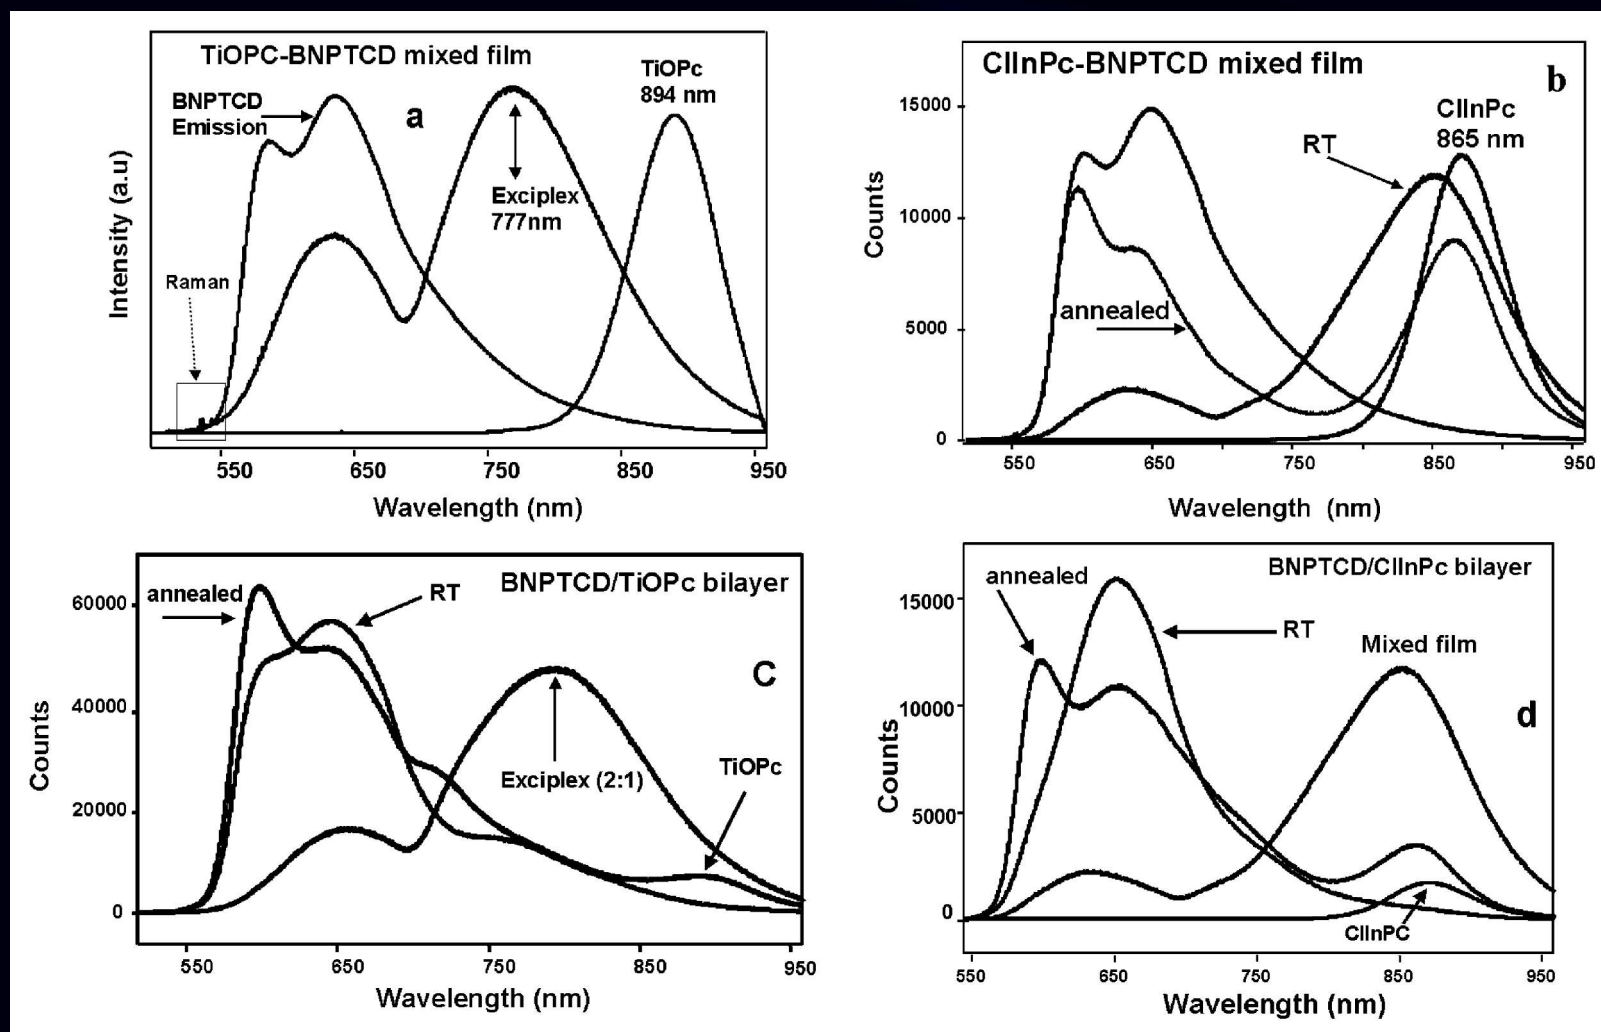 TiOPC-BNPTCD mixed film
BNPTCD
Emission
a
TiOPc
894 nm
Exciplex
777nm
Raman
Intensity (a.u)
550 650 750 850 950
Wavelength (nm)
ClInPc-BNPTCD mixed film
b
15000
10000
5000
0
Counts
RT
ClInPc
865 nm
annealed
550 650 750 850 950
Wavelength (nm)
BNPTCD/TiOPc bilayer
annealed
RT
C
60000
40000
20000
0
Counts
Exciplex (2:1)
TiOPc
550 650 750 850 950
Wavelength (nm)
BNPTCD/ClInPc bilayer
annealed
RT
Mixed film
d
15000
10000
5000
0
Counts
ClInPC
550 650 750 850 950
Wavelength (nm)